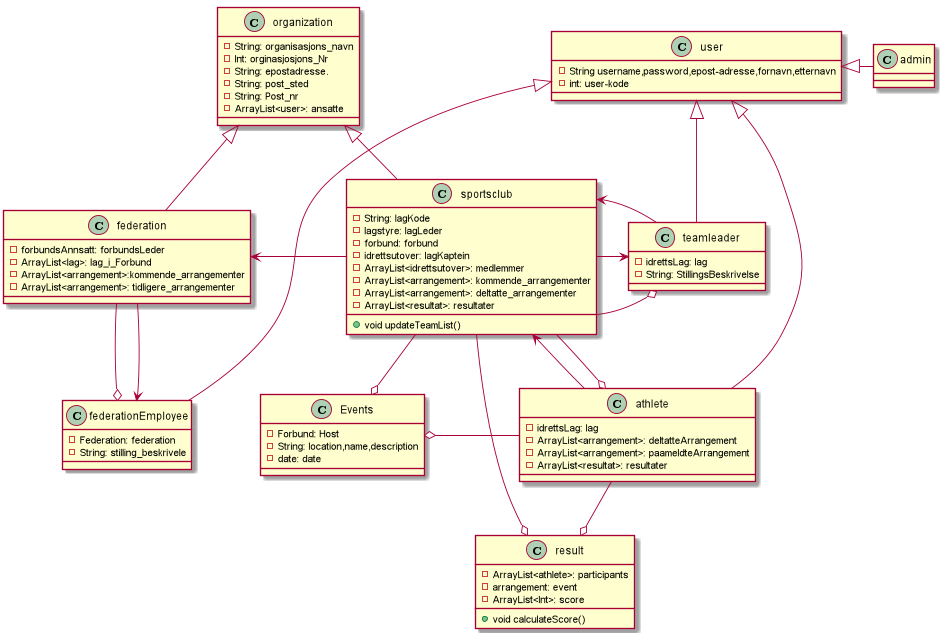 C organization
String: organisasjons_navn
Int: orginasjosjons_Nr
String: epostadresse.
String: post_sted
String: Post_nr
ArrayList<user>: ansatte
C user
String username,password,epost-adresse,fornavn,etternavn
int: user-kode
C admin
C federation
forbundsAnnsatt: forbundsLeder
ArrayList<lag>: lag_i_Forbund
ArrayList<arrangement>:kommende_arrangementer
ArrayList<arrangement>: tidligere_arrangementer
C sportsclub
String: lagKode
lagstyre: lagLeder
forbund: forbund
idrettsutover: lagKaptein
ArrayList<idrettsutover>: medlemmer
ArrayList<arrangement>: kommende_arrangementer
ArrayList<arrangement>: deltatte_arrangementer
ArrayList<resultat>: resultater
void updateTeamList()
C teamleader
idrettsLag: lag
String: StillingsBeskrivelse
C federationEmployee
Federation: federation
String: stilling_beskrivele
C Events
Forbund: Host
String: location,name,description
date: date
C athlete
idrettsLag: lag
ArrayList<arrangement>: deltatteArrangement
ArrayList<arrangement>: paameldteArrangement
ArrayList<resultat>: resultater
C result
ArrayList<athlete>: participants
arrangement: event
ArrayList<Int>: score
void calculateScore()